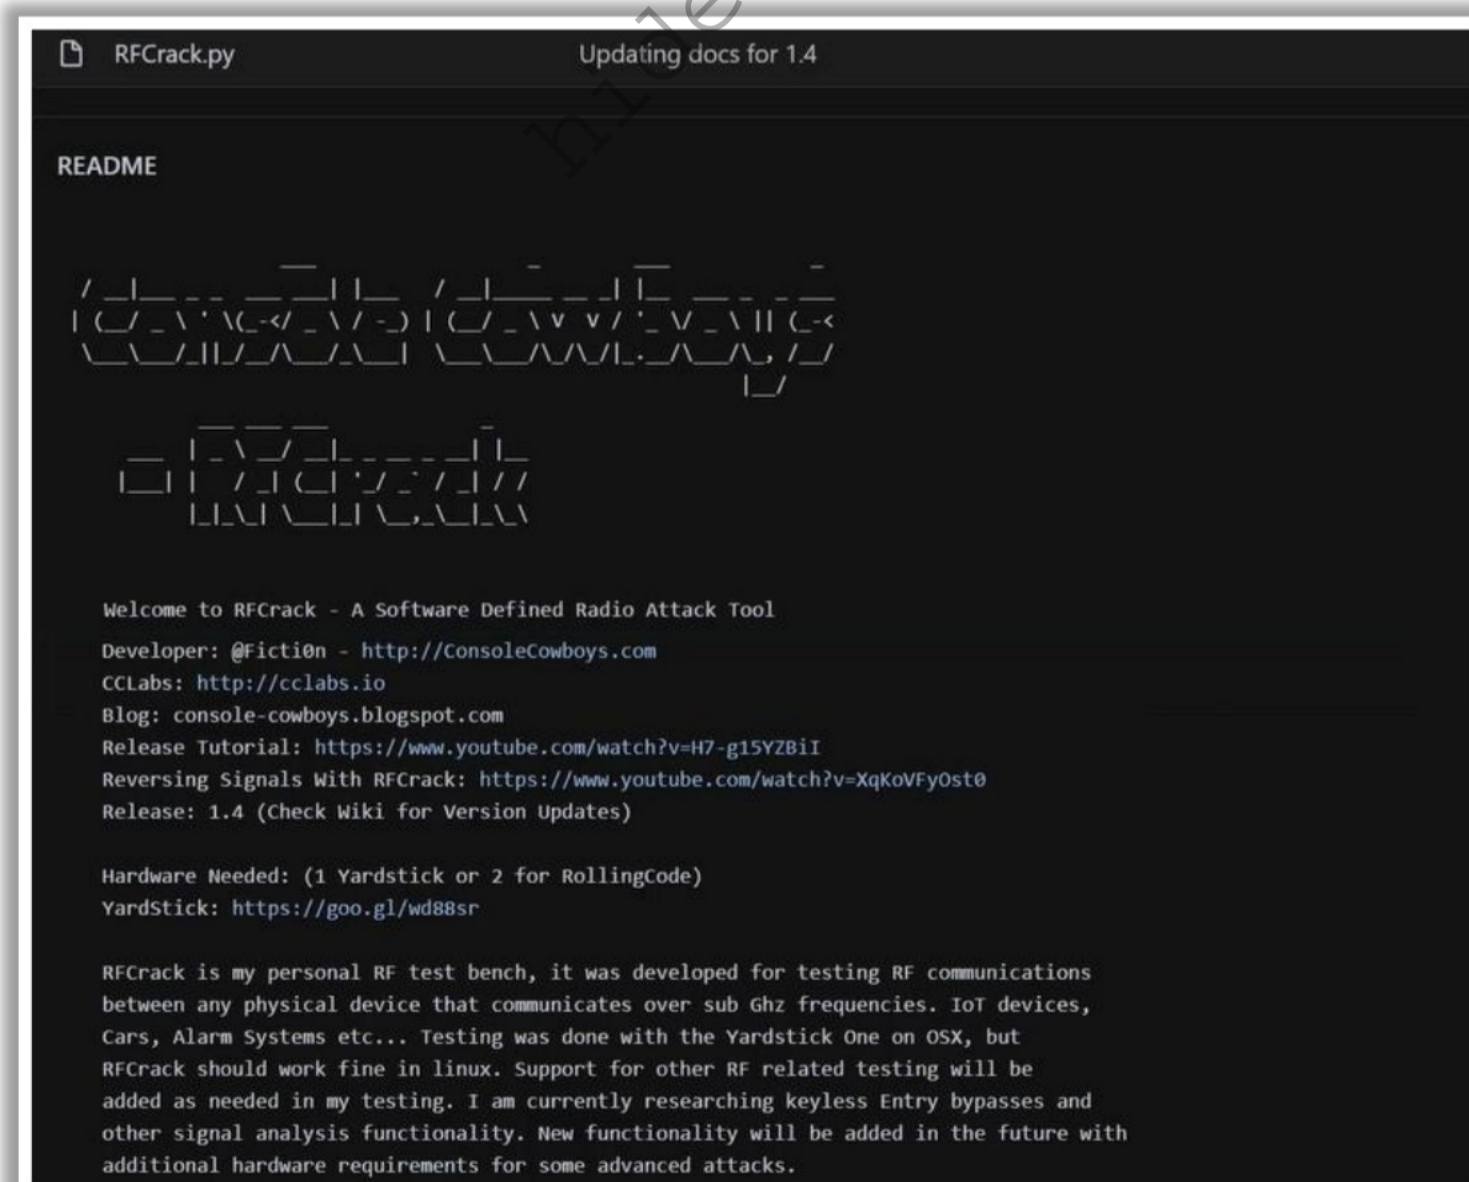 RFCrack.py Updating docs for 1.4
hide
README
Console Cowboys
- RFCrack
Welcome to RFCrack - A Software Defined Radio Attack Tool
Developer: @Ficti0n - http://ConsoleCowboys.com
CCLabs: http://cclabs.io
Blog: console-cowboys.blogspot.com
Release Tutorial: https://www.youtube.com/watch?v=H7-g15YZBiI
Reversing Signals With RFCrack: https://www.youtube.com/watch?v=XqKoVFyOst0
Release: 1.4 (Check Wiki for Version Updates)
Hardware Needed: (1 Yardstick or 2 for RollingCode)
YardStick: https://goo.gl/wd88sr
RFCrack is my personal RF test bench, it was developed for testing RF communications
between any physical device that communicates over sub Ghz frequencies. IoT devices,
Cars, Alarm Systems etc... Testing was done with the Yardstick One on OSX, but
RFCrack should work fine in linux. Support for other RF related testing will be
added as needed in my testing. I am currently researching keyless Entry bypasses and
other signal analysis functionality. New functionality will be added in the future with
additional hardware requirements for some advanced attacks.